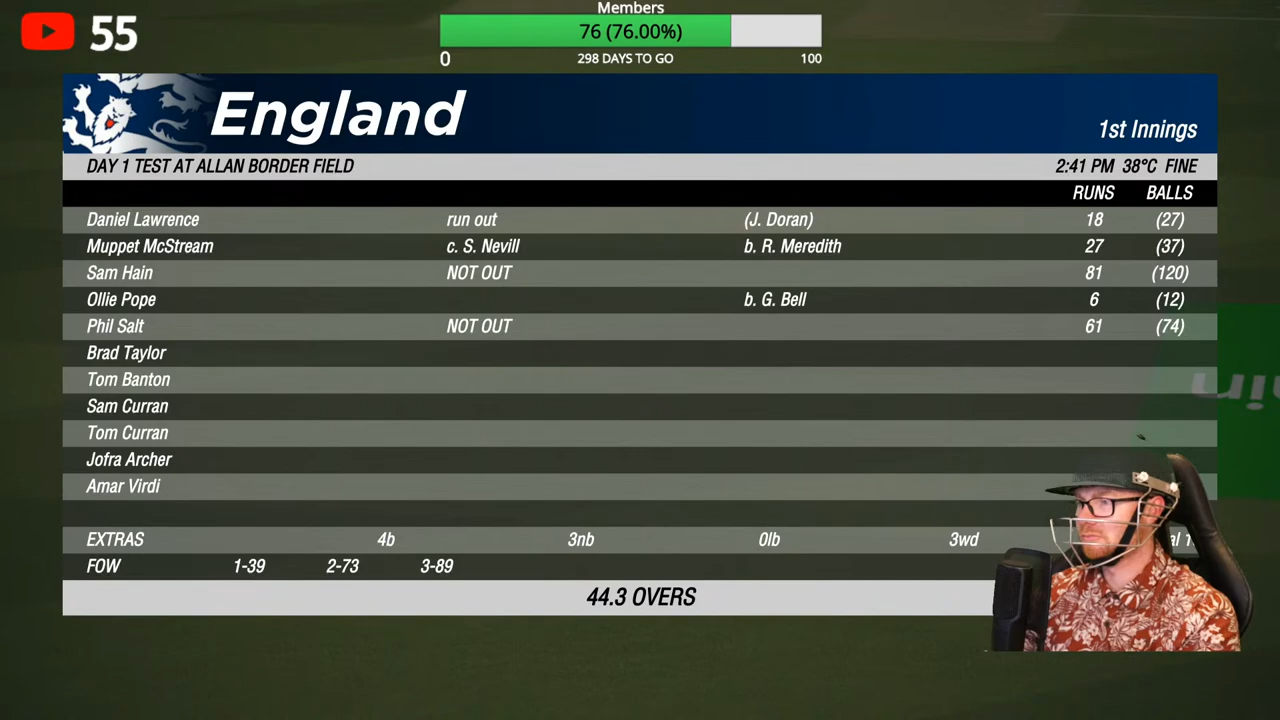 Members
55
76 (76.00%)
0 298 DAYS TO GO 100
England
1st Innings
DAY 1 TEST AT ALLAN BORDER FIELD 2:41 PM 38°C FINE
RUNS BALLS
Daniel Lawrence run out (J. Doran) 18 (27)
Muppet McStream c. S. Nevill b. R. Meredith 27 (37)
Sam Hain NOT OUT 81 (120)
Ollie Pope b. G. Bell 6 (12)
Phil Salt NOT OUT 61 (74)
Brad Taylor
Tom Banton
Sam Curran
Tom Curran
Jofra Archer
Amar Virdi
EXTRAS 4b 3nb 0lb 3wd
FOW 1-39 2-73 3-89
44.3 OVERS